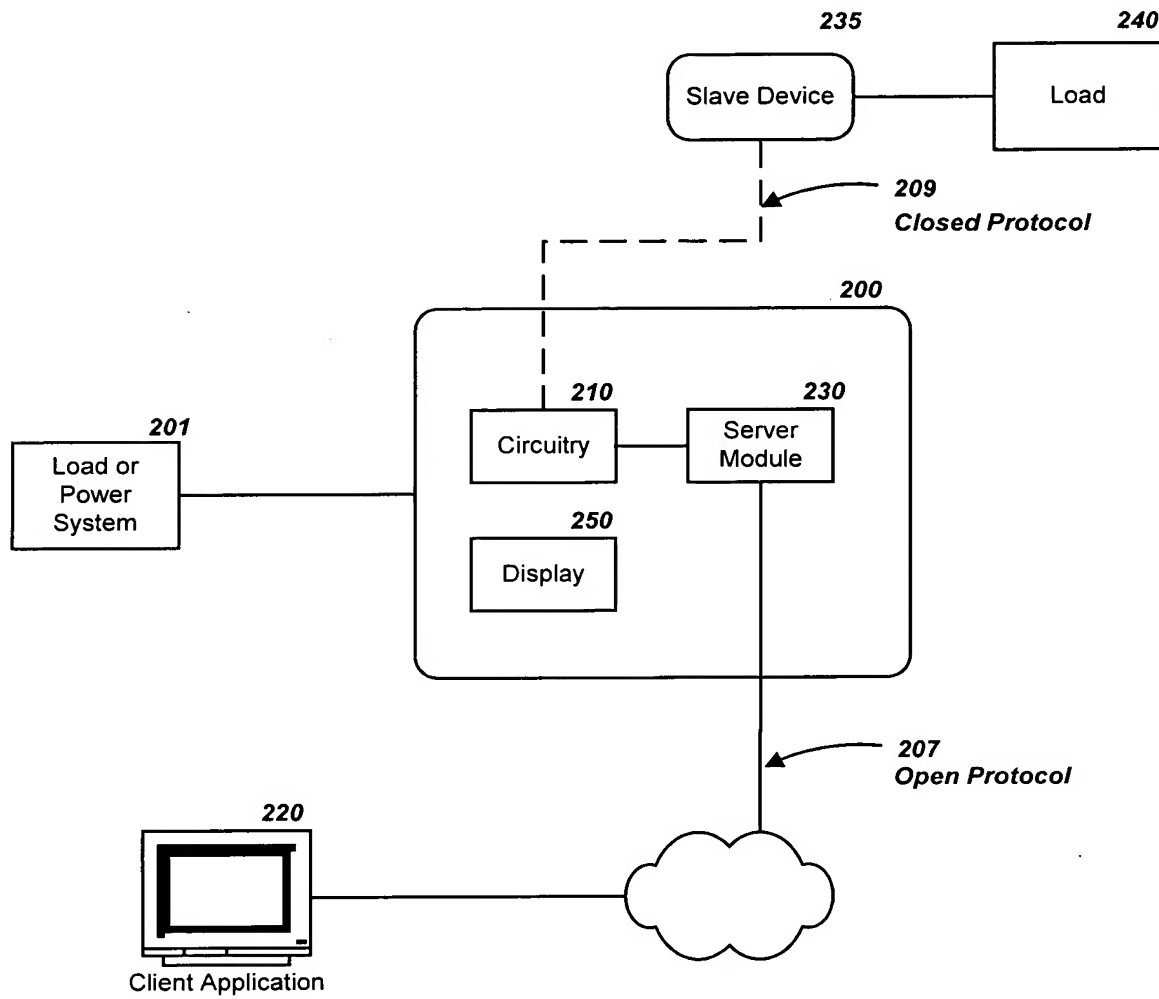 235
240
Slave Device
Load
209
Closed Protocol
200
210
230
Circuitry
Server
Module
201
Load or
Power
System
250
Display
207
Open Protocol
220
Client Application